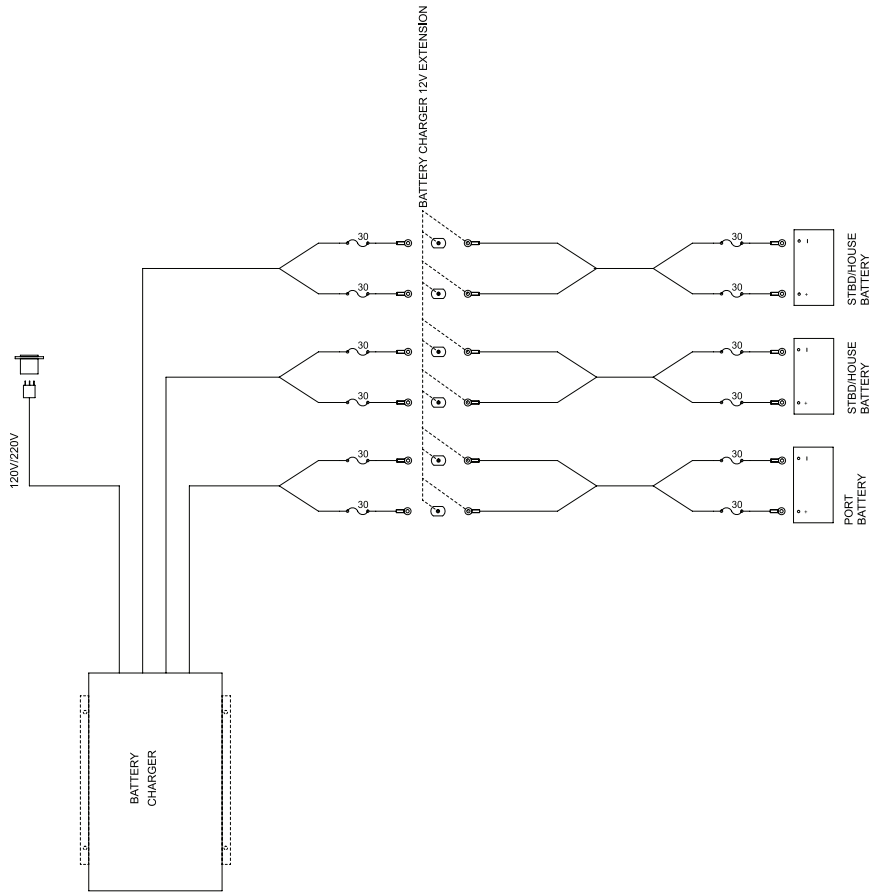 BATTERY CHARGER 12V EXTENSION
30
30
-
+
STBD/HOUSE
BATTERY
30
30
30
30
-
+
STBD/HOUSE
BATTERY
30
30
30
30
-
+
PORT
BATTERY
30
30
120V/220V
BATTERY
CHARGER